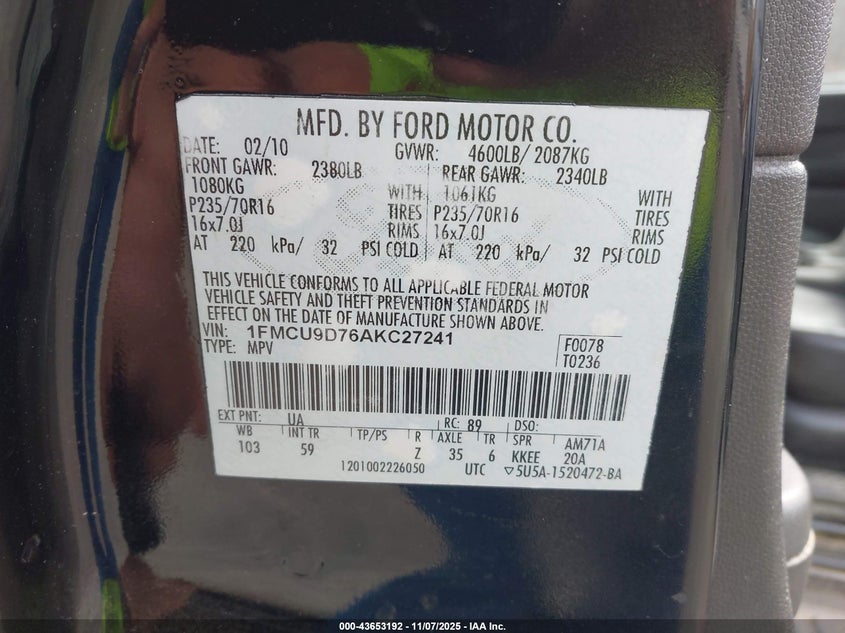 MFD. BY FORD MOTOR CO.
DATE: 02/10 GVWR: 4600LB/ 2087KG
FRONT GAWR: 2380LB REAR GAWR: 2340LB
1080KG WITH 1061KG WITH
P235/70R16 TIRES P235/70R16 TIRES
16x7.0J RIMS 16x7.0J RIMS
AT 220 kPa/ 32 PSI COLD AT 220 kPa/ 32 PSI COLD
THIS VEHICLE CONFORMS TO ALL APPLICABLE FEDERAL MOTOR
VEHICLE SAFETY AND THEFT PREVENTION STANDARDS IN
EFFECT ON THE DATE OF MANUFACTURE SHOWN ABOVE.
VIN: 1FMCU9D76AKC27241 F0078
TYPE: MPV T0236
EXT PNT: UA RC: 89 DSO:
WB INT TR TP/PS R AXLE TR SPR AM71A
103 59 Z 35 6 KKEE 20A
1201002226050 UTC ▽5U5A-1520472-BA
000-43653192 - 11/07/2025 - IAA Inc.